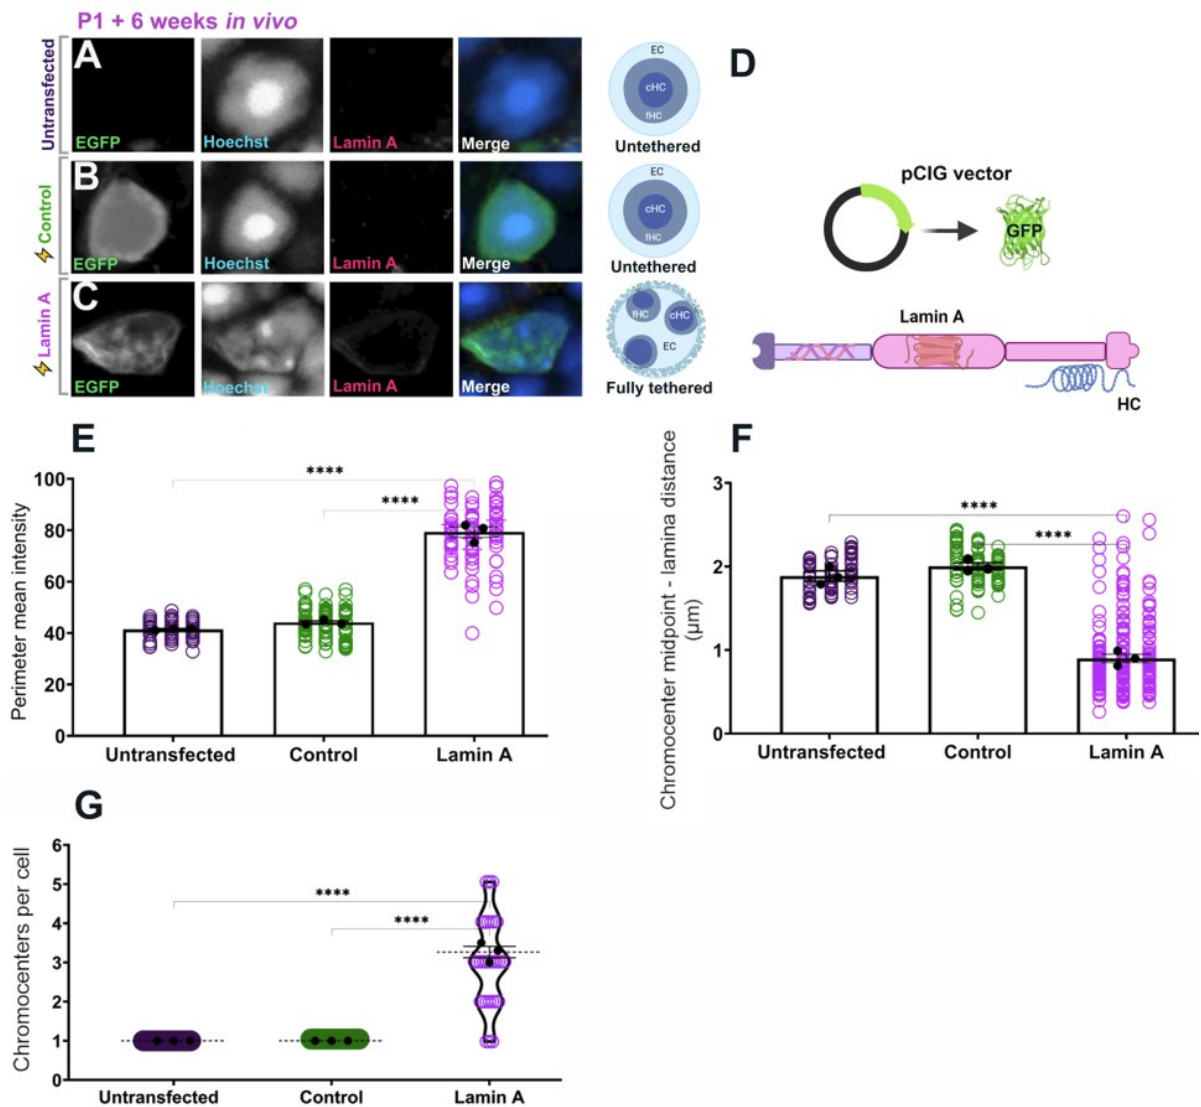 P1 + 6 weeks in vivo
Untransfected
A
EGFP
Hoechst
Lamin A
Merge
EC
cHC
fHC
Untethered
⚡Control
B
EGFP
Hoechst
Lamin A
Merge
EC
cHC
fHC
Untethered
⚡Lamin A
C
EGFP
Hoechst
Lamin A
Merge
fHC
cHC
EC
Fully tethered
D
pCIG vector
GFP
Lamin A
HC
E
Perimeter mean intensity
100
80
60
40
20
0
****
****
Untransfected
Control
Lamin A
F
Chromocenter midpoint - lamina distance
(µm)
3
2
1
0
****
****
Untransfected
Control
Lamin A
G
Chromocenters per cell
6
5
4
3
2
1
0
****
****
Untransfected
Control
Lamin A